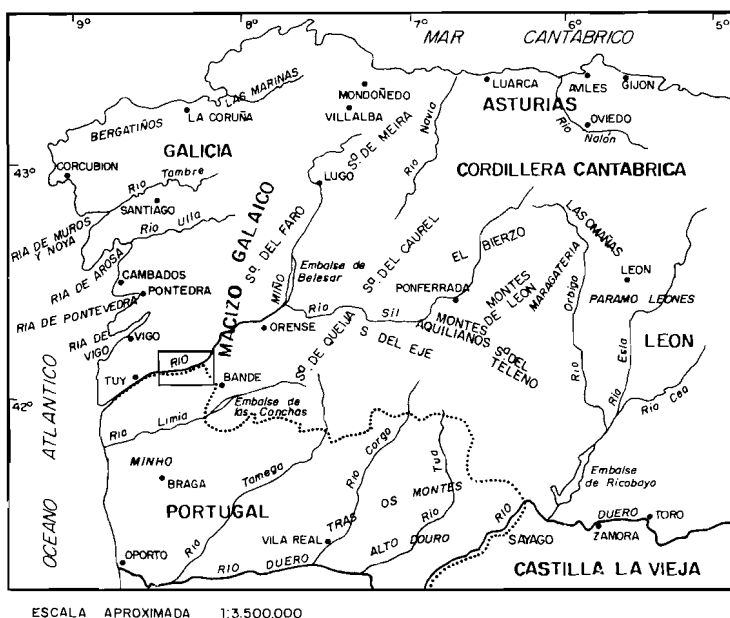 9°
8°
7°
6°
5°
MAR CANTABRICO
LAS MARINAS
MONDOÑEDO
LUARCA
AVILES
GIJON
BERGATIÑOS
LA CORUÑA
VILLALBA
ASTURIAS
OVIEDO
Rio Nalón
Rio Navia
Sª. DE MEIRA
43°
CORCUBION
GALICIA
CORDILLERA CANTABRICA
Rio Tambre
LUGO
SANTIAGO
RIA DE MUROS
Y NOYA
Rio Ulla
MACIZO GALAICO
Sª. DEL FARO
Sª. DEL CAUREL
EL BIERZO
LAS OMAÑAS
RIA DE AROSA
CAMBADOS
MIÑO
Embalse de
Belesar
PONFERRADA
MONTES
DE LEON
MARAGATERIA
Orbigo
LEON
PARAMO LEONES
PONTEDRA
RIA DE PONTEVEDRA
Rio Sil
MONTES
AQUILIANOS
Sª. DEL
TELENO
Rio
Rio Esla
LEON
RIA DE
VIGO
VIGO
ORENSE
Sª. DE QUEIJA
S DEL EJE
RIO
TUY
BANDE
42°
Rio Limia
Embalse de
las Conchas
Rio Cea
OCEANO ATLANTICO
MINHO
BRAGA
Rio Tamega
Rio Corgo
Rio Tua
Embalse
de Ricobayo
PORTUGAL
TRAS OS MONTES
VILA REAL
ALTO DOURO
RIO
SAYAGO
DUERO
TORO
ZAMORA
OPORTO
RIO DUERO
CASTILLA LA VIEJA
ESCALA APROXIMADA 1:3.500.000